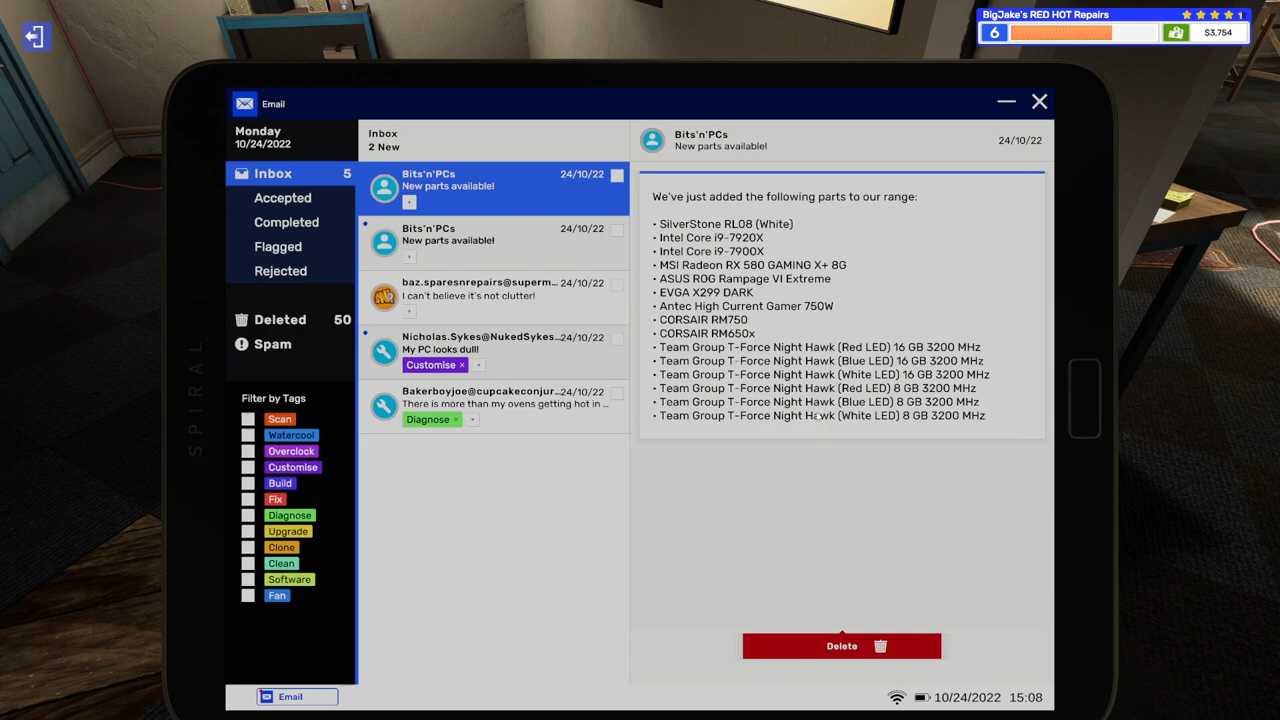 BigJake's RED HOT Repairs
6
$3,754
Email
Monday
10/24/2022
Inbox 5
Accepted
Completed
Flagged
Rejected
Deleted 50
Spam
Filter by Tags
Scan
Watercool
Overclock
Customise
Build
Fix
Diagnose
Upgrade
Clone
Clean
Software
Fan
Inbox
2 New
Bits'n'PCs 24/10/22
New parts available!
+
Bits'n'PCs 24/10/22
New parts available!
+
baz.sparesnrepairs@superm... 24/10/22
I can't believe it's not clutter!
+
Nicholas.Sykes@NukedSykes... 24/10/22
My PC looks dull!
Customise × +
Bakerboyjoe@cupcakeconjur... 24/10/22
There is more than my ovens getting hot in ...
Diagnose × +
Bits'n'PCs 24/10/22
New parts available!
We've just added the following parts to our range:
• SilverStone RL08 (White)
• Intel Core i9-7920X
• Intel Core i9-7900X
• MSI Radeon RX 580 GAMING X+ 8G
• ASUS ROG Rampage VI Extreme
• EVGA X299 DARK
• Antec High Current Gamer 750W
• CORSAIR RM750
• CORSAIR RM650x
• Team Group T-Force Night Hawk (Red LED) 16 GB 3200 MHz
• Team Group T-Force Night Hawk (Blue LED) 16 GB 3200 MHz
• Team Group T-Force Night Hawk (White LED) 16 GB 3200 MHz
• Team Group T-Force Night Hawk (Red LED) 8 GB 3200 MHz
• Team Group T-Force Night Hawk (Blue LED) 8 GB 3200 MHz
• Team Group T-Force Night Hawk (White LED) 8 GB 3200 MHz
Delete
Email
10/24/2022 15:08
SPIRAL